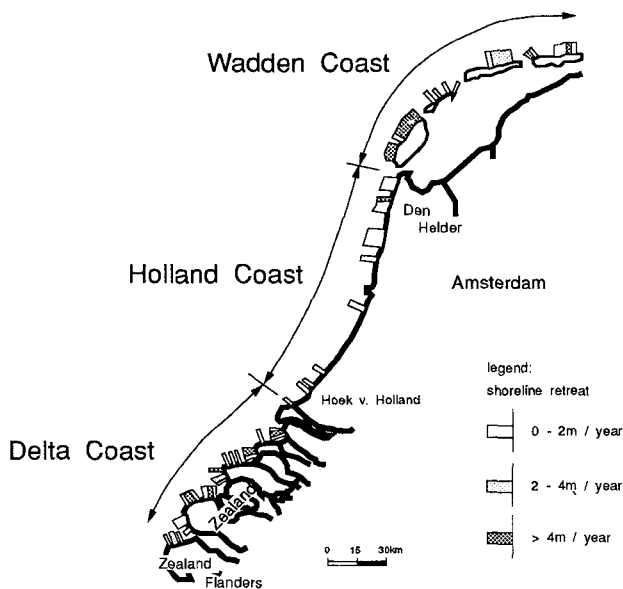 Wadden Coast
Den
Helder
Holland Coast
Amsterdam
Hoek v. Holland
Delta Coast
Zealand
Zealand
Flanders
legend:
shoreline retreat
0 - 2m / year
2 - 4m / year
> 4m / year
0 15 30km